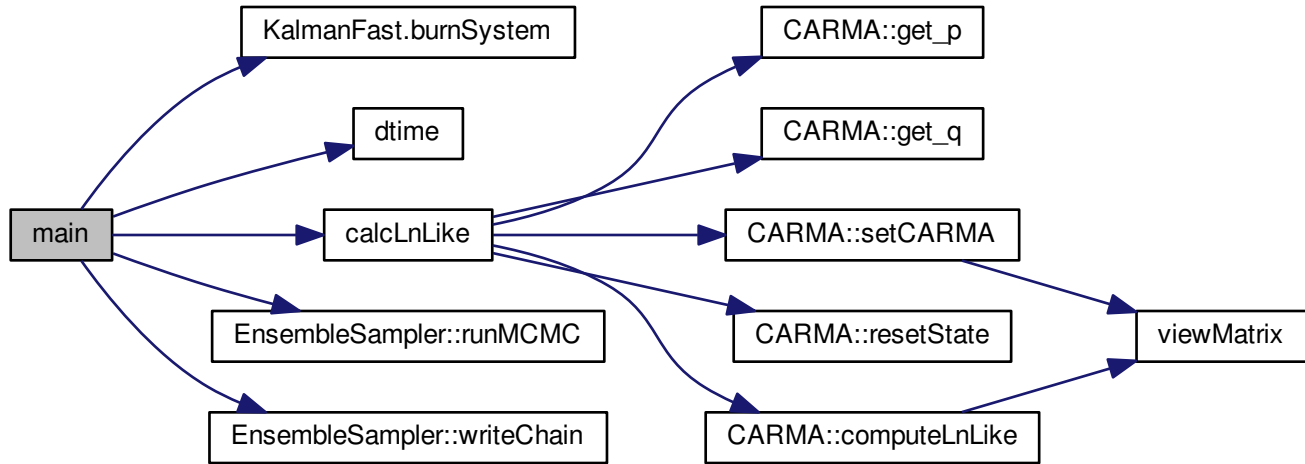 KalmanFast.burnSystem
CARMA::get_p
dtime
CARMA::get_q
main
calcLnLike
CARMA::setCARMA
EnsembleSampler::runMCMC
CARMA::resetState
viewMatrix
EnsembleSampler::writeChain
CARMA::computeLnLike